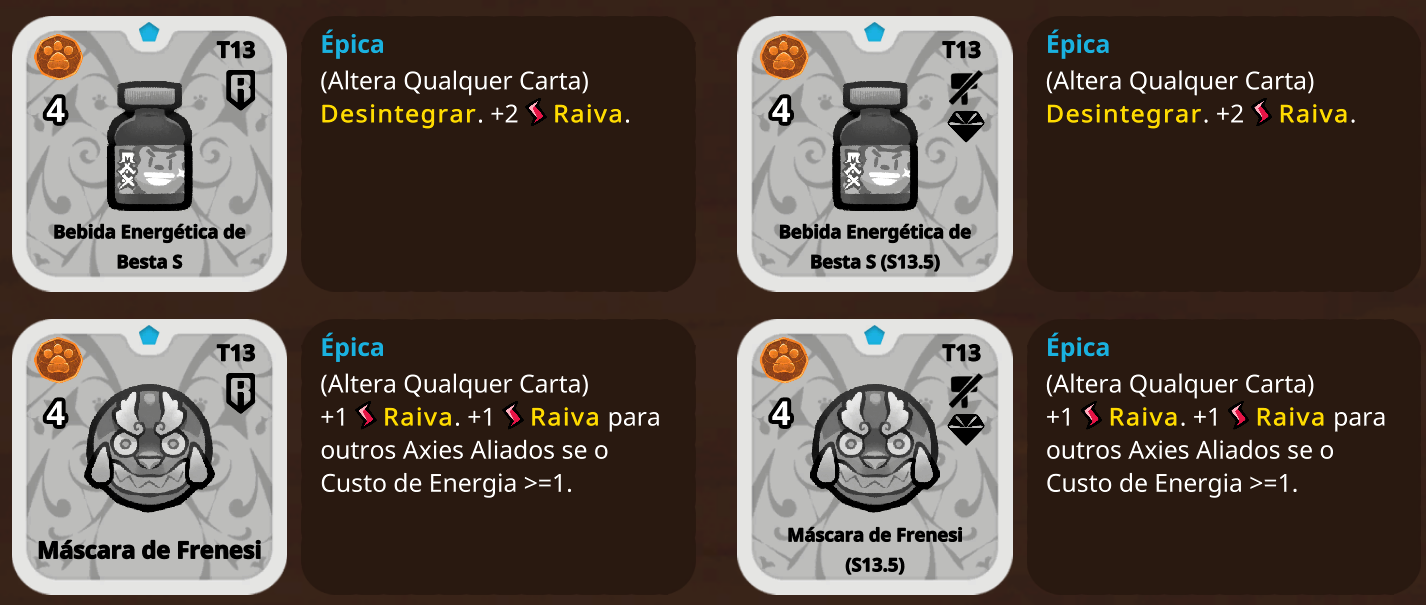 T13
4
Bebida Energética de
Besta S
Épica
(Altera Qualquer Carta)
Desintegrar. +2 Raiva.
T13
4
Bebida Energética de
Besta S (S13.5)
Épica
(Altera Qualquer Carta)
Desintegrar. +2 Raiva.
T13
4
Máscara de Frenesi
Épica
(Altera Qualquer Carta)
+1 Raiva. +1 Raiva para
outros Axies Aliados se o
Custo de Energia >=1.
T13
4
Máscara de Frenesi
(S13.5)
Épica
(Altera Qualquer Carta)
+1 Raiva. +1 Raiva para
outros Axies Aliados se o
Custo de Energia >=1.